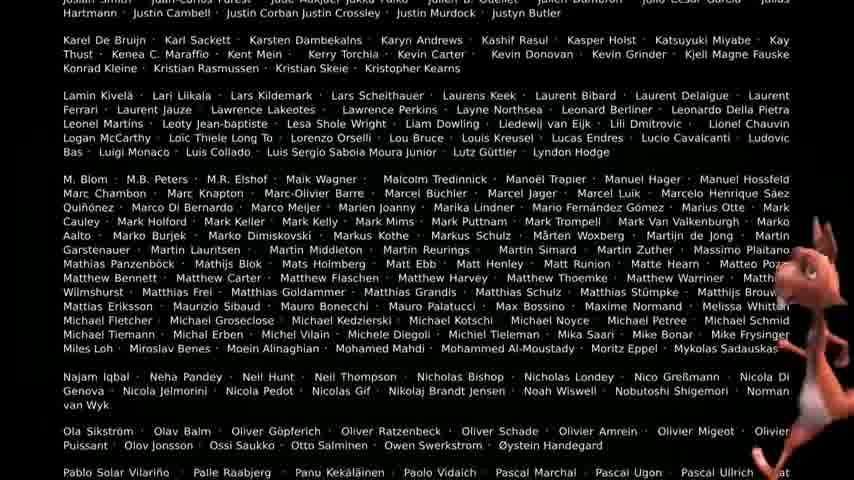 Hartmann · Justin Cambell · Justin Corban Justin Crossley · Justin Murdock · Justyn Butler
Karel De Bruijn · Karl Sackett · Karsten Dambekalns · Karyn Andrews · Kashif Rasul · Kasper Holst · Katsuyuki Miyabe · Kay
Thust · Kenea C. Maraffio · Kent Mein · Kerry Torchia · Kevin Carter · Kevin Donovan · Kevin Grinder · Kjell Magne Fauske
Konrad Kleine · Kristian Rasmussen · Kristian Skeie · Kristopher Kearns
Lamin Kivelä · Lari Liikala · Lars Kildemark · Lars Scheithauer · Laurens Keek · Laurent Bibard · Laurent Delaigue · Laurent
Ferrari · Laurent Jauze · Lawrence Lakeotes · Lawrence Perkins · Layne Northsea · Leonard Berliner · Leonardo Della Pietra
Leonel Martins · Leoty Jean-baptiste · Lesa Shole Wright · Liam Dowling · Liedewij van Eijk · Lili Dmitrovic · Lionel Chauvin
Logan McCarthy · Loïc Thiele Long To · Lorenzo Orselli · Lou Bruce · Louis Kreusel · Lucas Endres · Lucio Cavalcanti · Ludovic
Bas · Luigi Monaco · Luis Collado · Luis Sergio Saboia Moura Junior · Lutz Güttler · Lyndon Hodge
M. Blom · M.B. Peters · M.R. Elshof · Maik Wagner · Malcolm Tredinnick · Manoël Trapier · Manuel Hager · Manuel Hossfeld
Marc Chambon · Marc Knapton · Marc-Olivier Barre · Marcel Büchler · Marcel Jager · Marcel Luik · Marcelo Henrique Sáez
Quiñónez · Marco Di Bernardo · Marco Meijer · Marien Joanny · Marika Lindner · Mario Fernández Gómez · Marius Otte · Mark
Cauley · Mark Holford · Mark Keller · Mark Kelly · Mark Mims · Mark Puttnam · Mark Trompell · Mark Van Valkenburgh · Marko
Aalto · Marko Burjek · Marko Dimiskovski · Markus Kothe · Markus Schulz · Mårten Woxberg · Martijn de Jong · Martin
Garstenauer · Martin Lauritsen · Martin Middleton · Martin Reurings · Martin Simard · Martin Zuther · Massimo Plaitano
Mathias Panzenböck · Mathijs Blok · Mats Holmberg · Matt Ebb · Matt Henley · Matt Runion · Matte Hearn · Matteo
Matthew Bennett · Matthew Carter · Matthew Flaschen · Matthew Harvey · Matthew Thoemke · Matthew Warriner ·
Wilmshurst · Matthias Frei · Matthias Goldammer · Matthias Grandis · Matthias Schulz · Matthias Stümpke · Matthijs
Mattias Eriksson · Maurizio Sibaud · Mauro Bonecchi · Mauro Palatucci · Max Bossino · Maxime Normand · Melissa Whitten
Michael Fletcher · Michael Groseclose · Michael Kedzierski · Michael Kotschi · Michael Noyce · Michael Petree · Michael Schmid
Michael Tiemann · Michal Erben · Michel Vilain · Michele Diegoli · Michiel Tieleman · Mika Saari · Mike Bonar · Mike Frysinger
Miles Loh · Miroslav Benes · Moein Alinaghian · Mohamed Mahdi · Mohammed Al-Moustady · Moritz Eppel · Mykolas Sadauskas
Najam Iqbal · Neha Pandey · Neil Hunt · Neil Thompson · Nicholas Bishop · Nicholas Londey · Nico Greßmann · Nicola Di
Genova · Nicola Jelmorini · Nicola Pedot · Nicolas Gif · Nikolaj Brandt Jensen · Noah Wiswell · Nobutoshi Shigemori · Norman
van Wyk
Ola Sikström · Olav Balm · Oliver Göpferich · Oliver Ratzenbeck · Oliver Schade · Olivier Amrein · Olivier Migeot · Olivier
Puissant · Olov Jonsson · Ossi Saukko · Otto Salminen · Owen Swerkstrom · Øystein Handegard
Pablo Solar Vilariño · Palle Raabjerg · Panu Kekäläinen · Paolo Vidaich · Pascal Marchal · Pascal Ugon · Pascal Ullrich